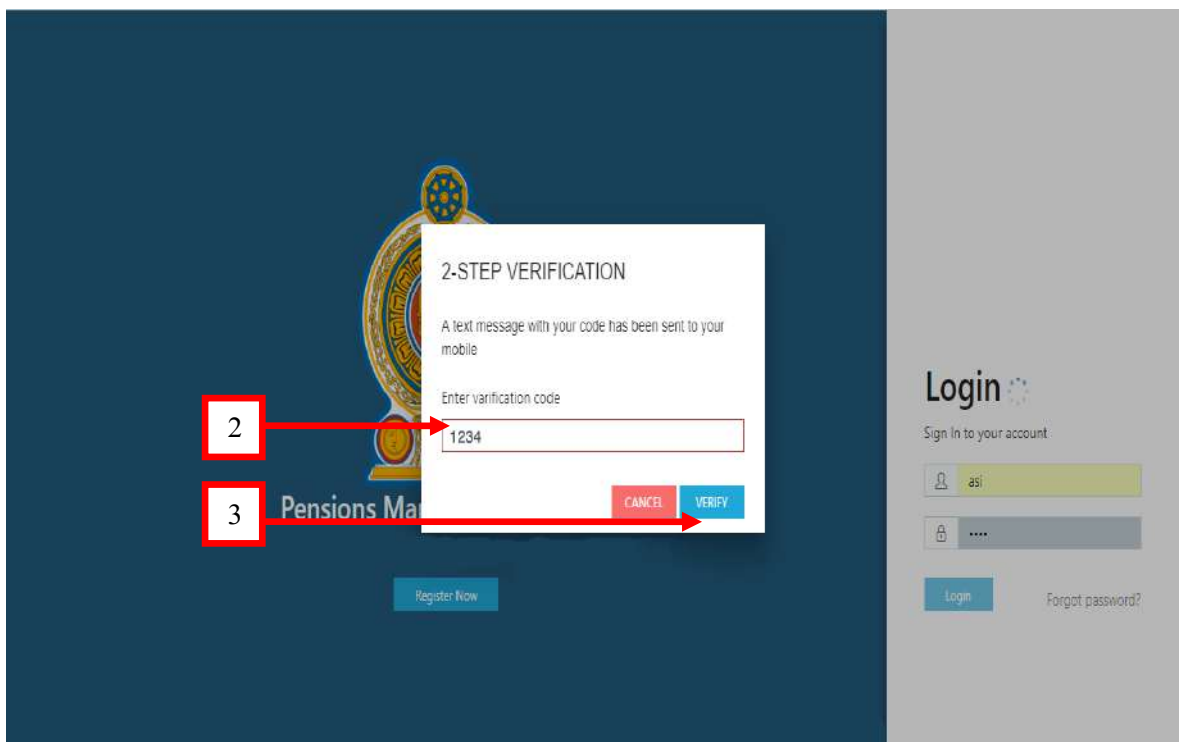 2-STEP VERIFICATION
A text message with your code has been sent to your
mobile
Enter varification code
1234
CANCEL VERIFY
2
3
Pensions Ma
Register Now
Login
Sign In to your account
asi
••••
Login Forgot password?